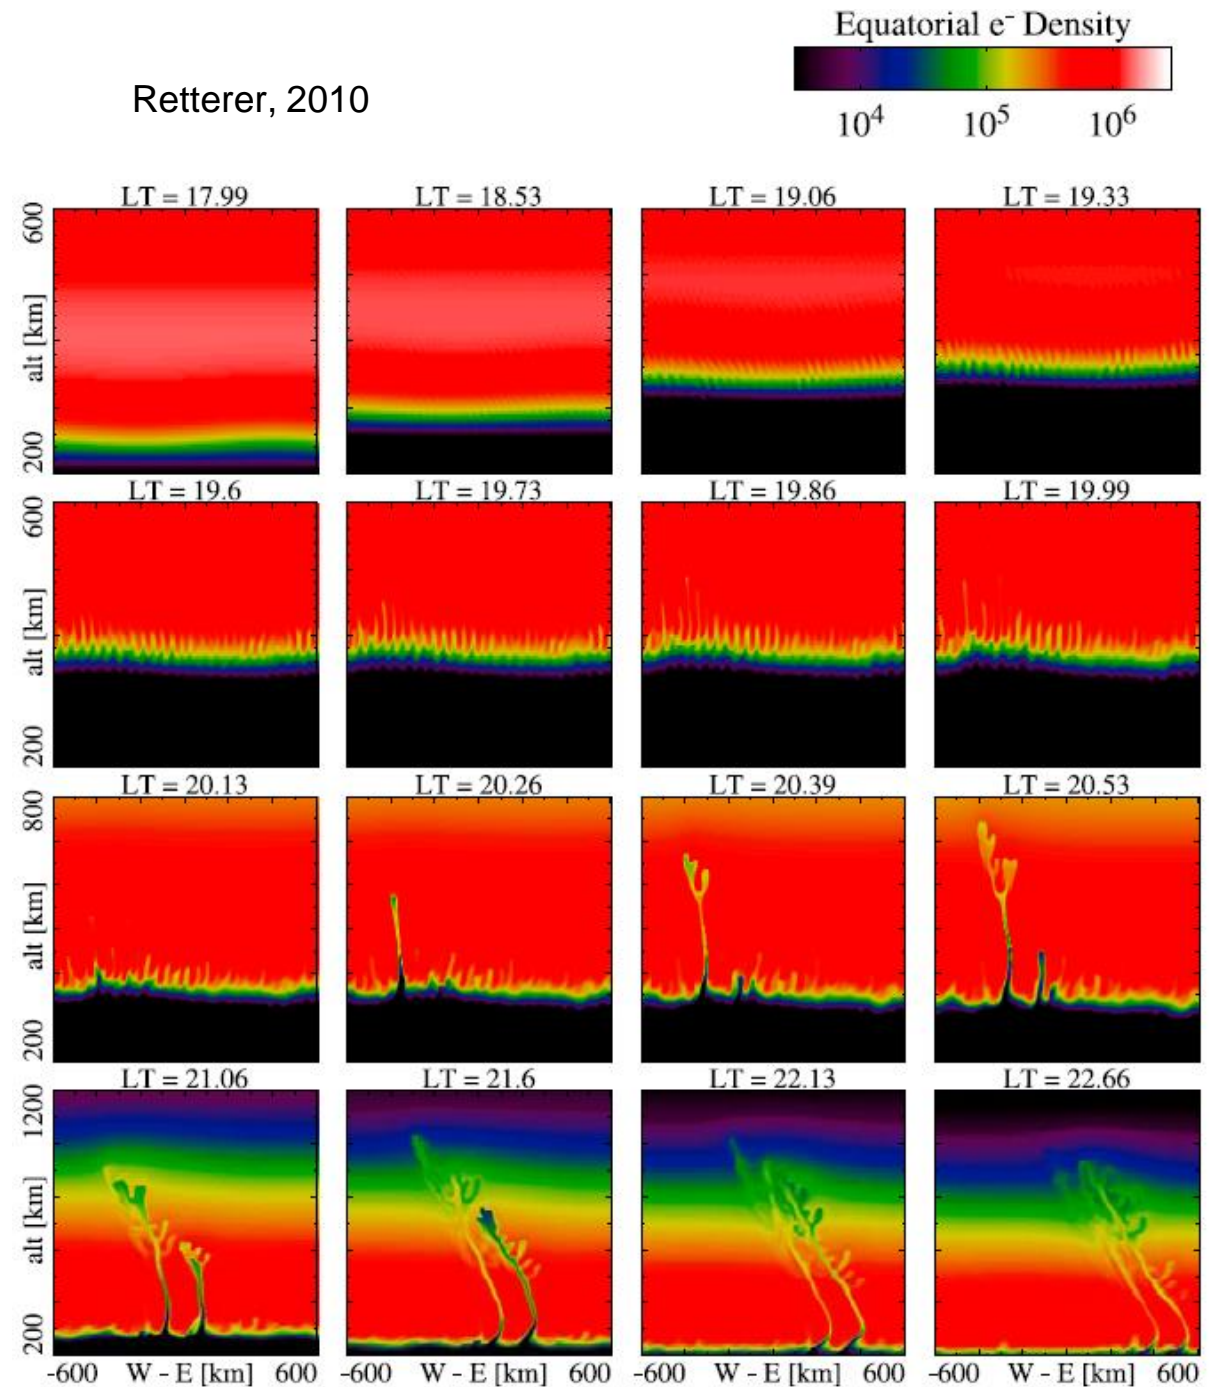 Equatorial e⁻ Density
Retterer, 2010
10⁴ 10⁵ 10⁶
LT = 17.99 LT = 18.53 LT = 19.06 LT = 19.33
600
alt [km]
200
LT = 19.6 LT = 19.73 LT = 19.86 LT = 19.99
600
alt [km]
200
LT = 20.13 LT = 20.26 LT = 20.39 LT = 20.53
800
alt [km]
200
LT = 21.06 LT = 21.6 LT = 22.13 LT = 22.66
1200
alt [km]
200
-600 W - E [km] 600 -600 W - E [km] 600 -600 W - E [km] 600 -600 W - E [km] 600